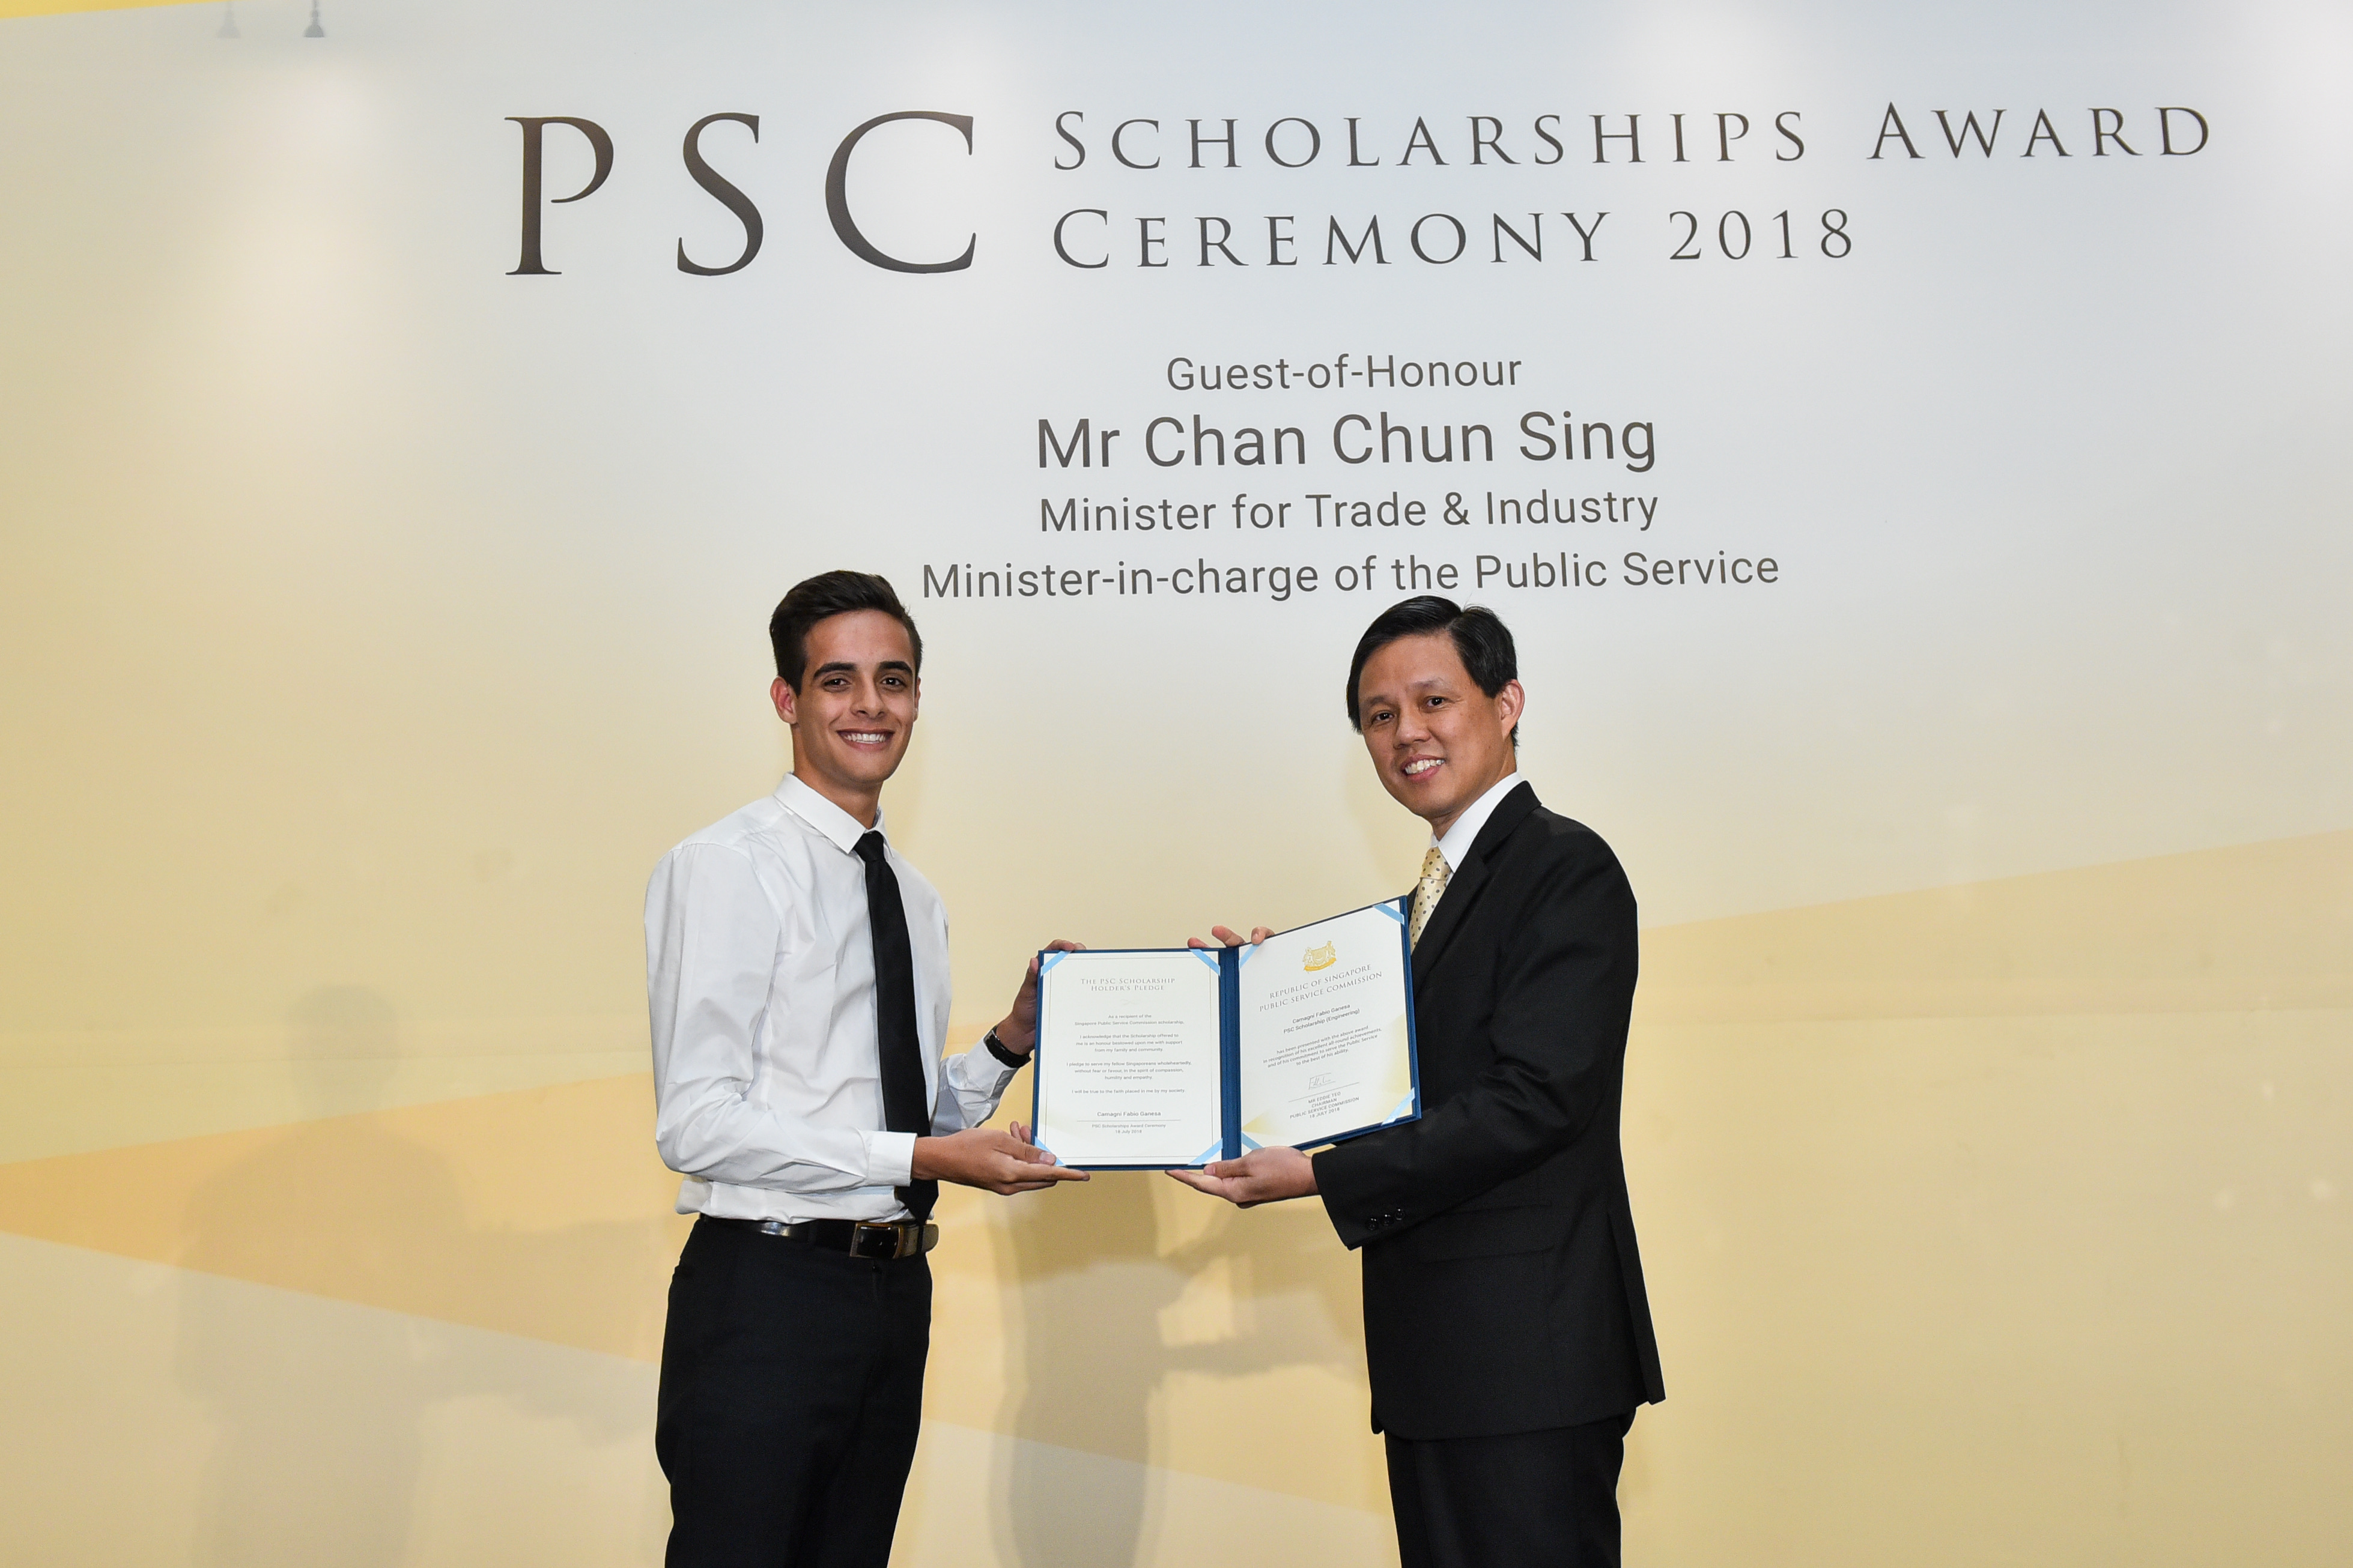 PSC SCHOLARSHIPS AWARD
CEREMONY 2018
Guest-of-Honour
Mr Chan Chun Sing
Minister for Trade & Industry
Minister-in-charge of the Public Service
THE PSC SCHOLARSHIP
HOLDER'S PLEDGE
As a recipient of the
Singapore Public Service Commission scholarship,
I acknowledge that the Scholarship offered to
me is an honour bestowed upon me with support
from my family and community.
I pledge to serve my fellow Singaporeans wholeheartedly,
without fear or favour, in the spirit of compassion,
humility and empathy.
I will be true to the faith placed in me by my society.
Camagni Fabio Ganesa
PSC Scholarships Award Ceremony
18 July 2018
REPUBLIC OF SINGAPORE
PUBLIC SERVICE COMMISSION
Camagni Fabio Ganesa
PSC Scholarship (Engineering)
has been presented with the above award
in recognition of his excellent all-round achievements,
and of his commitment to serve the Public Service
to the best of his ability.
MR EDDIE TEO
CHAIRMAN
PUBLIC SERVICE COMMISSION
18 JULY 2018